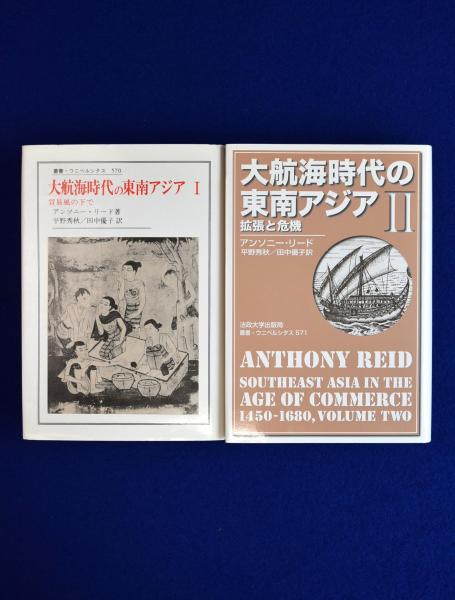 叢書・ウニベルシタス 570
大航海時代の東南アジア I
貿易風の下で
アンソニー・リード著
平野秀秋／田中優子 訳
大航海時代の
東南アジア II
拡張と危機
アンソニー・リード
平野秀秋／田中優子訳
法政大学出版局
叢書・ウニベルシタス 571
ANTHONY REID
SOUTHEAST ASIA IN THE
AGE OF COMMERCE
1450-1680, VOLUME TWO